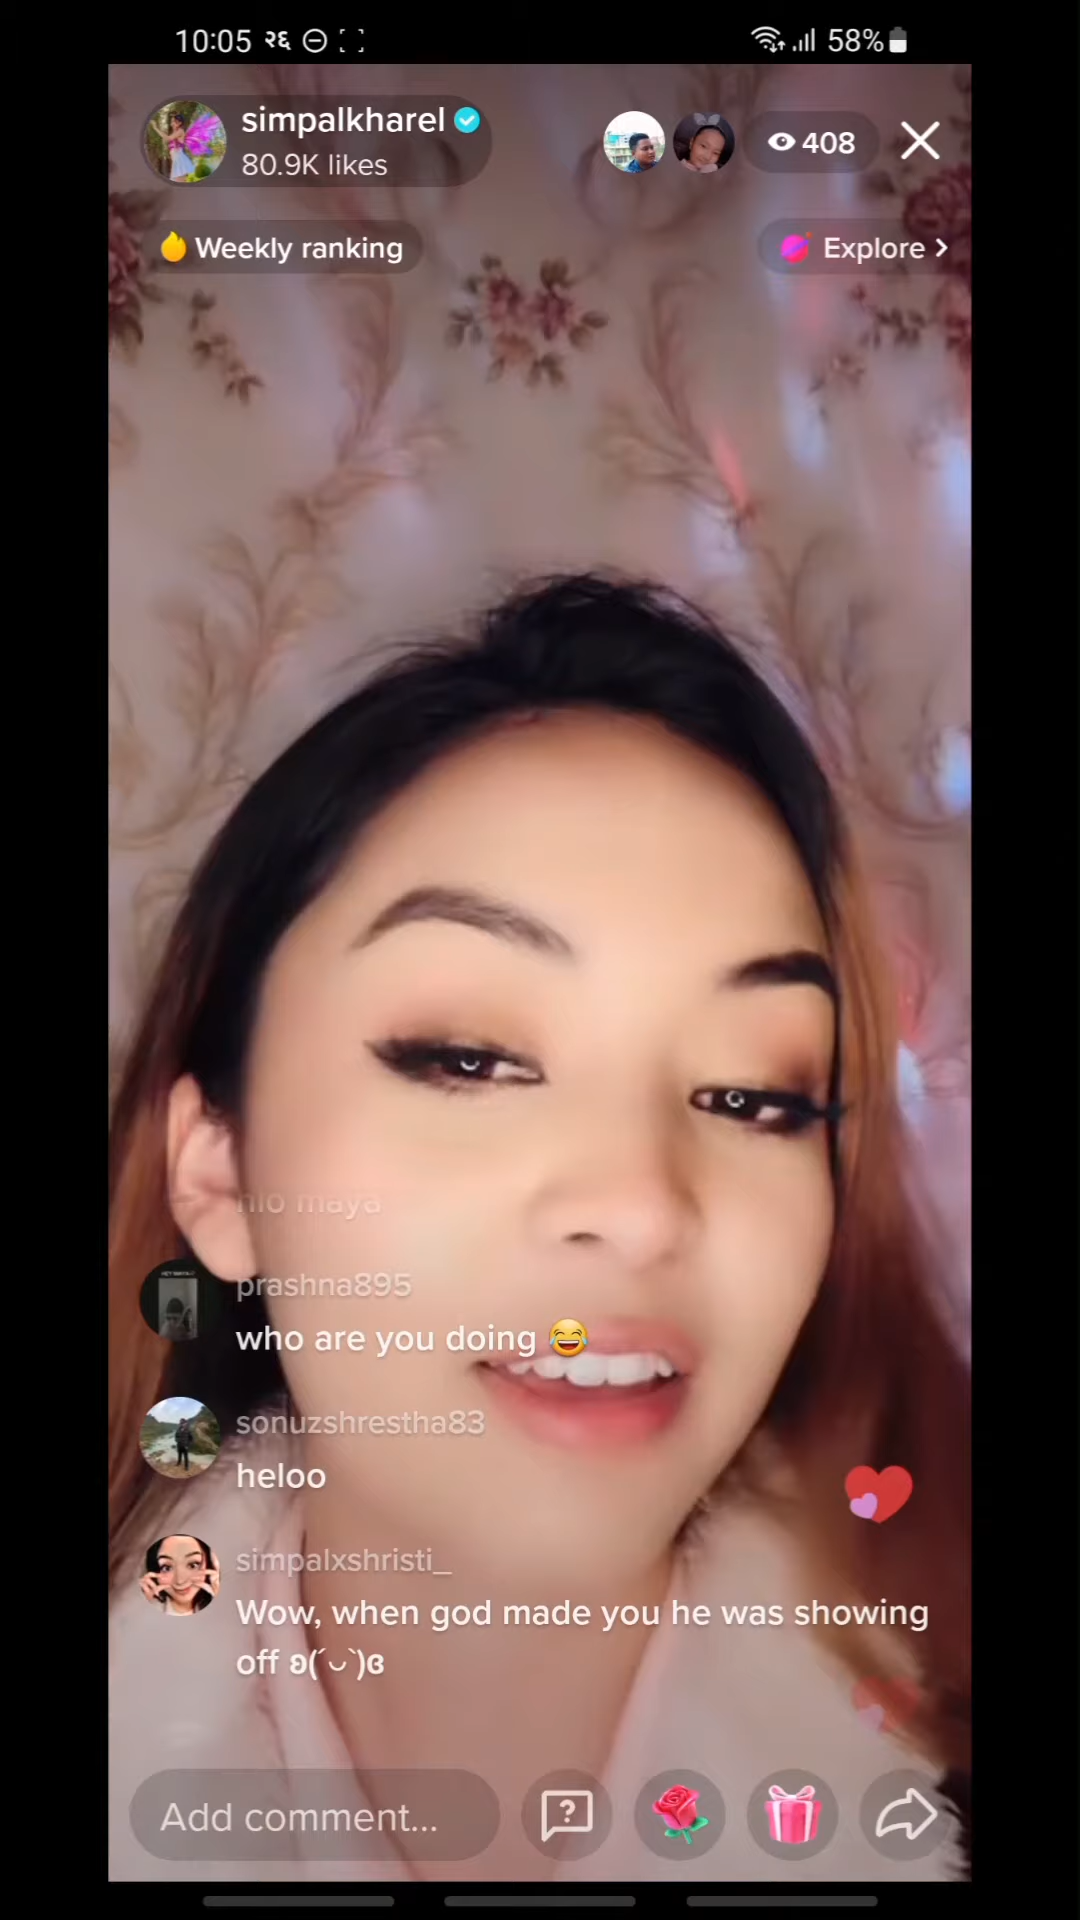 10:05 २६
58%
simpalkharel
80.9K likes
408
Weekly ranking
Explore >
prashna895
who are you doing 😂
sonuzshrestha83
heloo
simpalxshristi_
Wow, when god made you he was showing
off ʚ(´◡`)ɞ
Add comment...